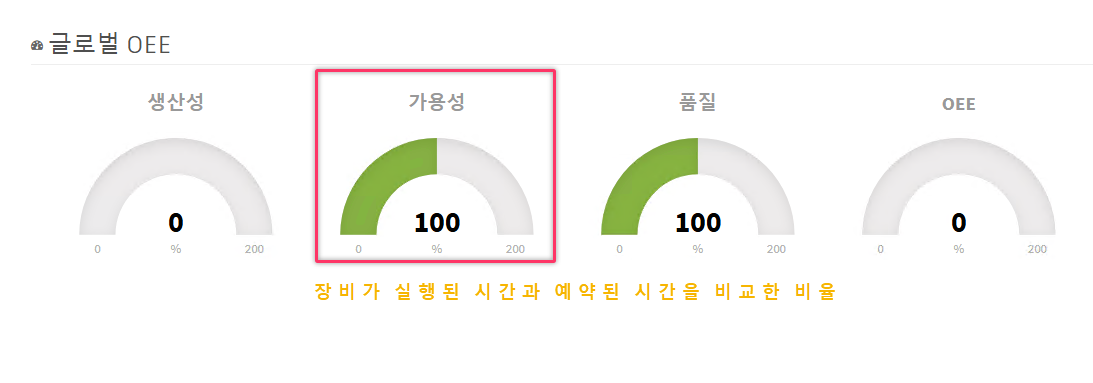 글로벌 OEE
생산성 가용성 품질 OEE
0 100 100 0
0 % 200 0 % 200 0 % 200 0 % 200
장비가 실행된 시간과 예약된 시간을 비교한 비율